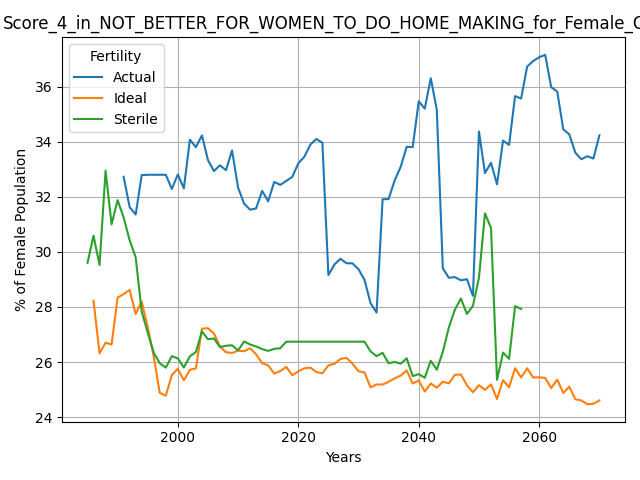 Score_4_in_NOT_BETTER_FOR_WOMEN_TO_DO_HOME_MAKING_for_Female_
Fertility
Actual
Ideal
Sterile
% of Female Population
36
34
32
30
28
26
24
2000
2020
2040
2060
Years